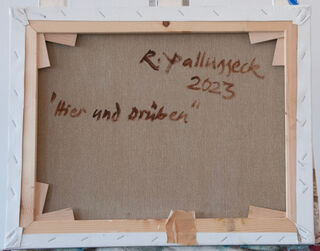 R. Pallusseck
2023
"Hier und Drüben"